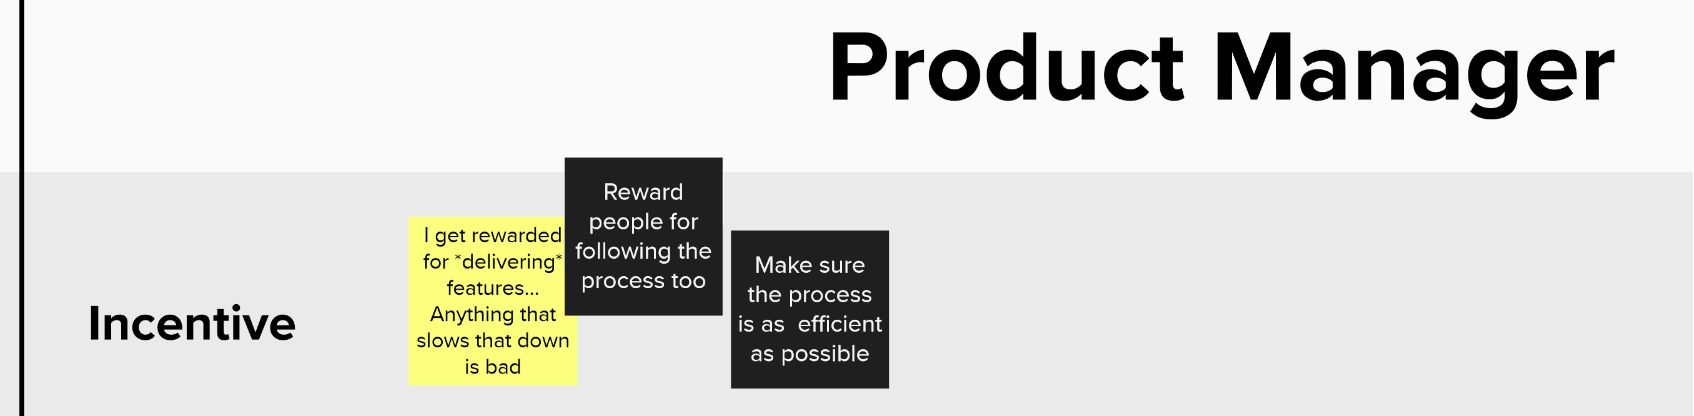 Product Manager
Incentive
I get rewarded
for *delivering*
features...
Anything that
slows that down
is bad
Reward
people for
following the
process too
Make sure
the process
is as  efficient
as possible